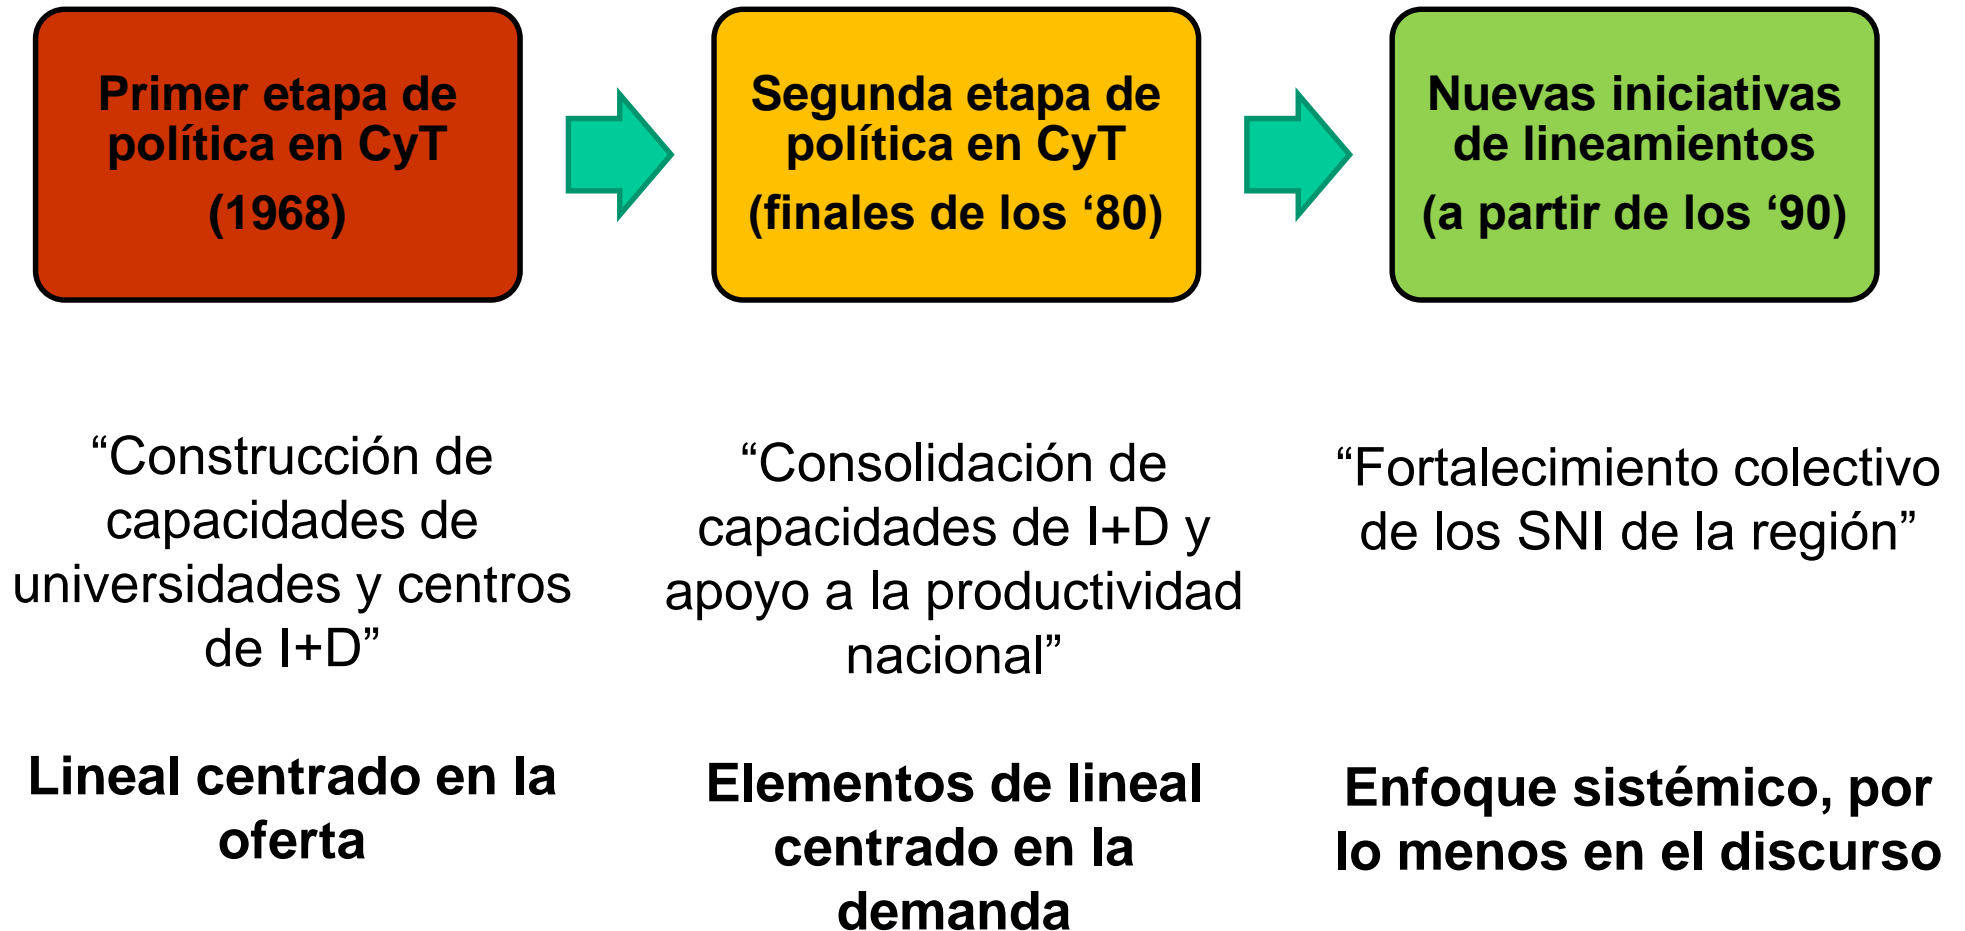 Primer etapa de
política en CyT
(1968)
Segunda etapa de
política en CyT
(finales de los ‘80)
Nuevas iniciativas
de lineamientos
(a partir de los ‘90)
“Construcción de
capacidades de
universidades y centros
de I+D”
“Consolidación de
capacidades de I+D y
apoyo a la productividad
nacional”
“Fortalecimiento colectivo
de los SNI de la región”
Lineal centrado en la
oferta
Elementos de lineal
centrado en la
demanda
Enfoque sistémico, por
lo menos en el discurso